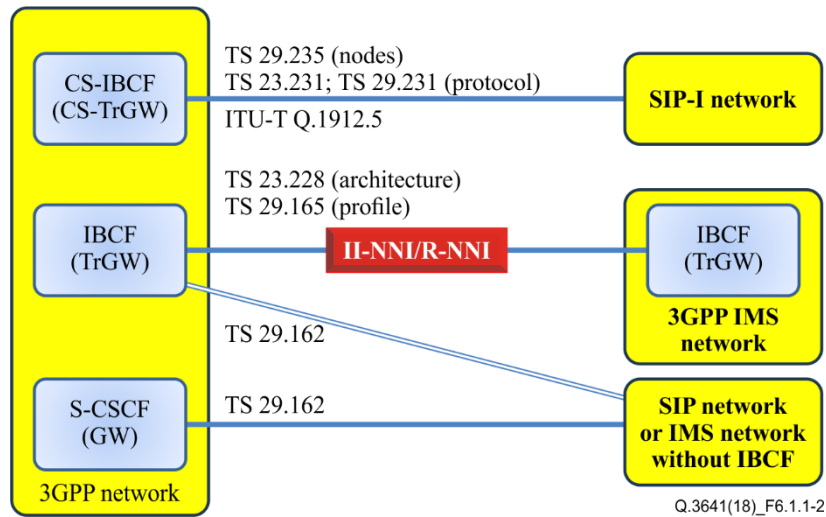 TS 29.235 (nodes)
TS 23.231; TS 29.231 (protocol)
ITU-T Q.1912.5
CS-IBCF
(CS-TrGW)
SIP-I network
TS 23.228 (architecture)
TS 29.165 (profile)
IBCF
(TrGW)
II-NNI/R-NNI
IBCF
(TrGW)
3GPP IMS
network
TS 29.162
TS 29.162
S-CSCF
(GW)
SIP network
or IMS network
without IBCF
3GPP network
Q.3641(18)_F6.1.1-2